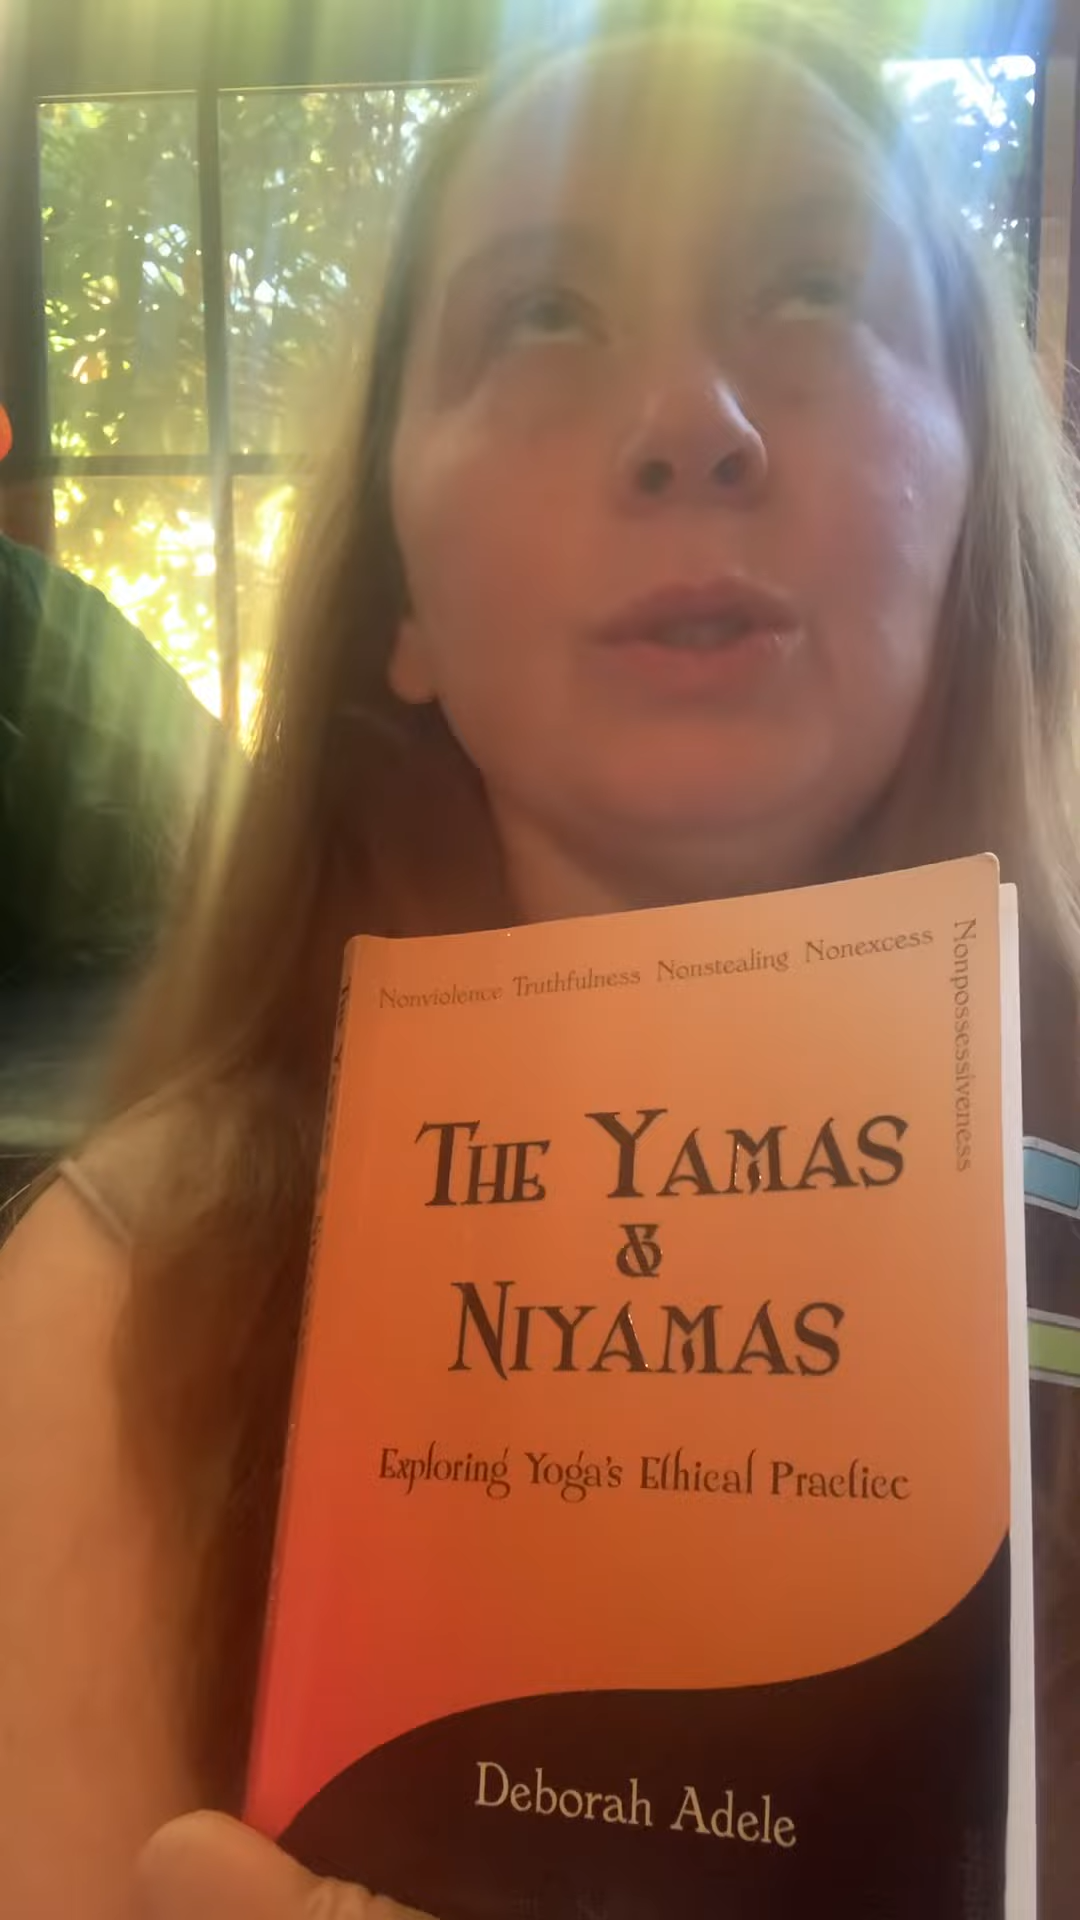 Nonviolence Truthfulness Nonstealing Nonexcess
Nonpossessiveness
THE YAMAS
&
NIYAMAS
Exploring Yoga's Ethical Practice
Deborah Adele